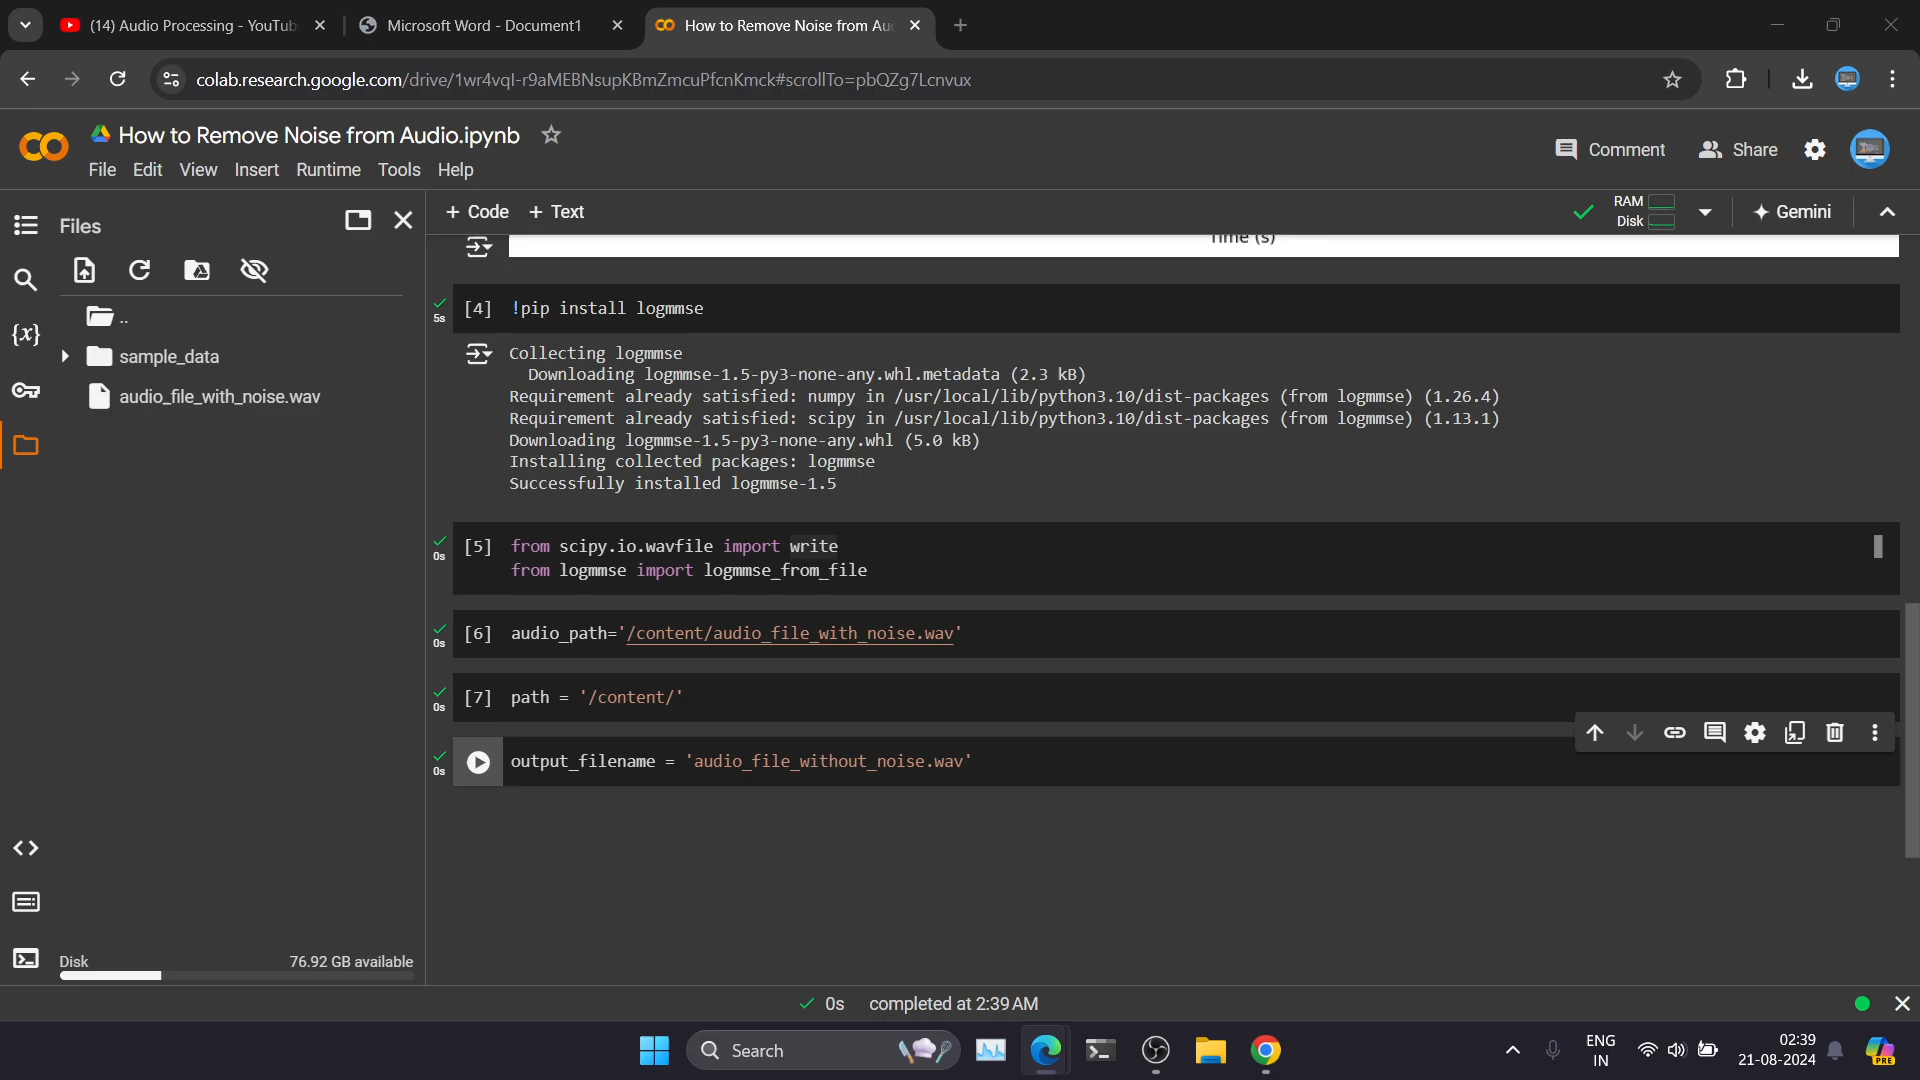 (14) Audio Processing - YouTub
Microsoft Word - Document1
How to Remove Noise from Au
colab.research.google.com/drive/1wr4vqI-r9aMEBNsupKBmZmcuPfcnKmck#scrollTo=pbQZg7Lcnvux
How to Remove Noise from Audio.ipynb
File Edit View Insert Runtime Tools Help
Comment
Share
Files
+ Code + Text
RAM
Disk
Gemini
..
sample_data
audio_file_with_noise.wav
{x}
Time (s)
5s
[4] !pip install logmmse
Collecting logmmse
Downloading logmmse-1.5-py3-none-any.whl.metadata (2.3 kB)
Requirement already satisfied: numpy in /usr/local/lib/python3.10/dist-packages (from logmmse) (1.26.4)
Requirement already satisfied: scipy in /usr/local/lib/python3.10/dist-packages (from logmmse) (1.13.1)
Downloading logmmse-1.5-py3-none-any.whl (5.0 kB)
Installing collected packages: logmmse
Successfully installed logmmse-1.5
0s
[5] from scipy.io.wavfile import write
from logmmse import logmmse_from_file
0s
[6] audio_path='/content/audio_file_with_noise.wav'
0s
[7] path = '/content/'
0s
output_filename = 'audio_file_without_noise.wav'
Disk 76.92 GB available
0s completed at 2:39 AM
Search
ENG
IN
02:39
21-08-2024
PRE